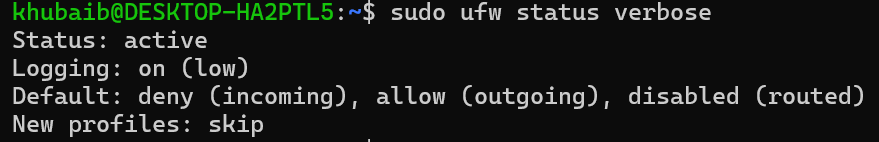 khubaib@DESKTOP-HA2PTL5:~$ sudo ufw status verbose
Status: active
Logging: on (low)
Default: deny (incoming), allow (outgoing), disabled (routed)
New profiles: skip